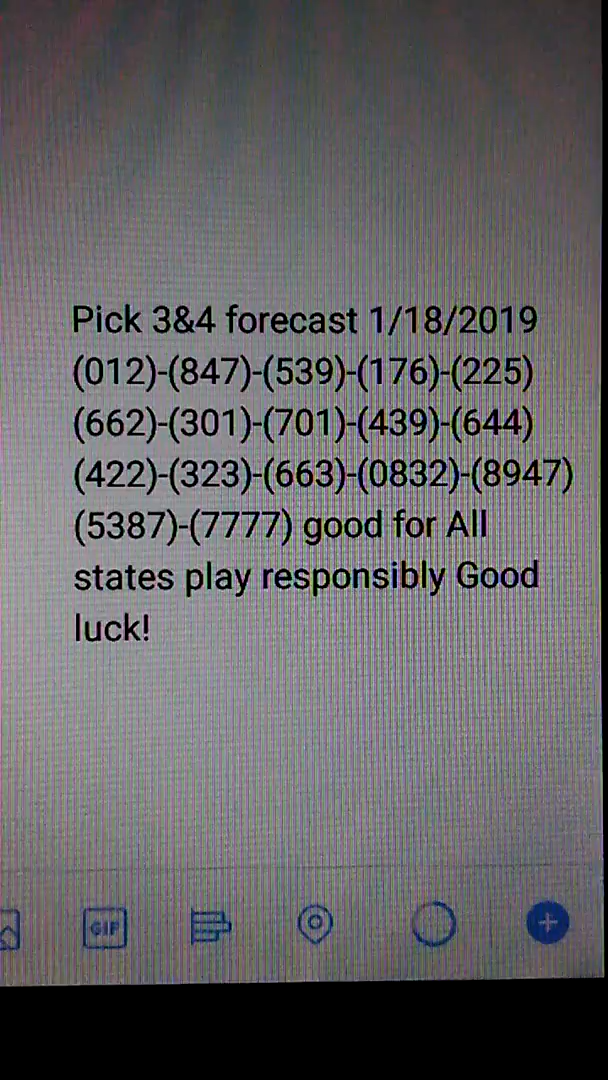 Pick 3&4 forecast 1/18/2019
(012)-(847)-(539)-(176)-(225)
(662)-(301)-(701)-(439)-(644)
(422)-(323)-(663)-(0832)-(8947)
(5387)-(7777) good for All
states play responsibly Good
luck!
GIF